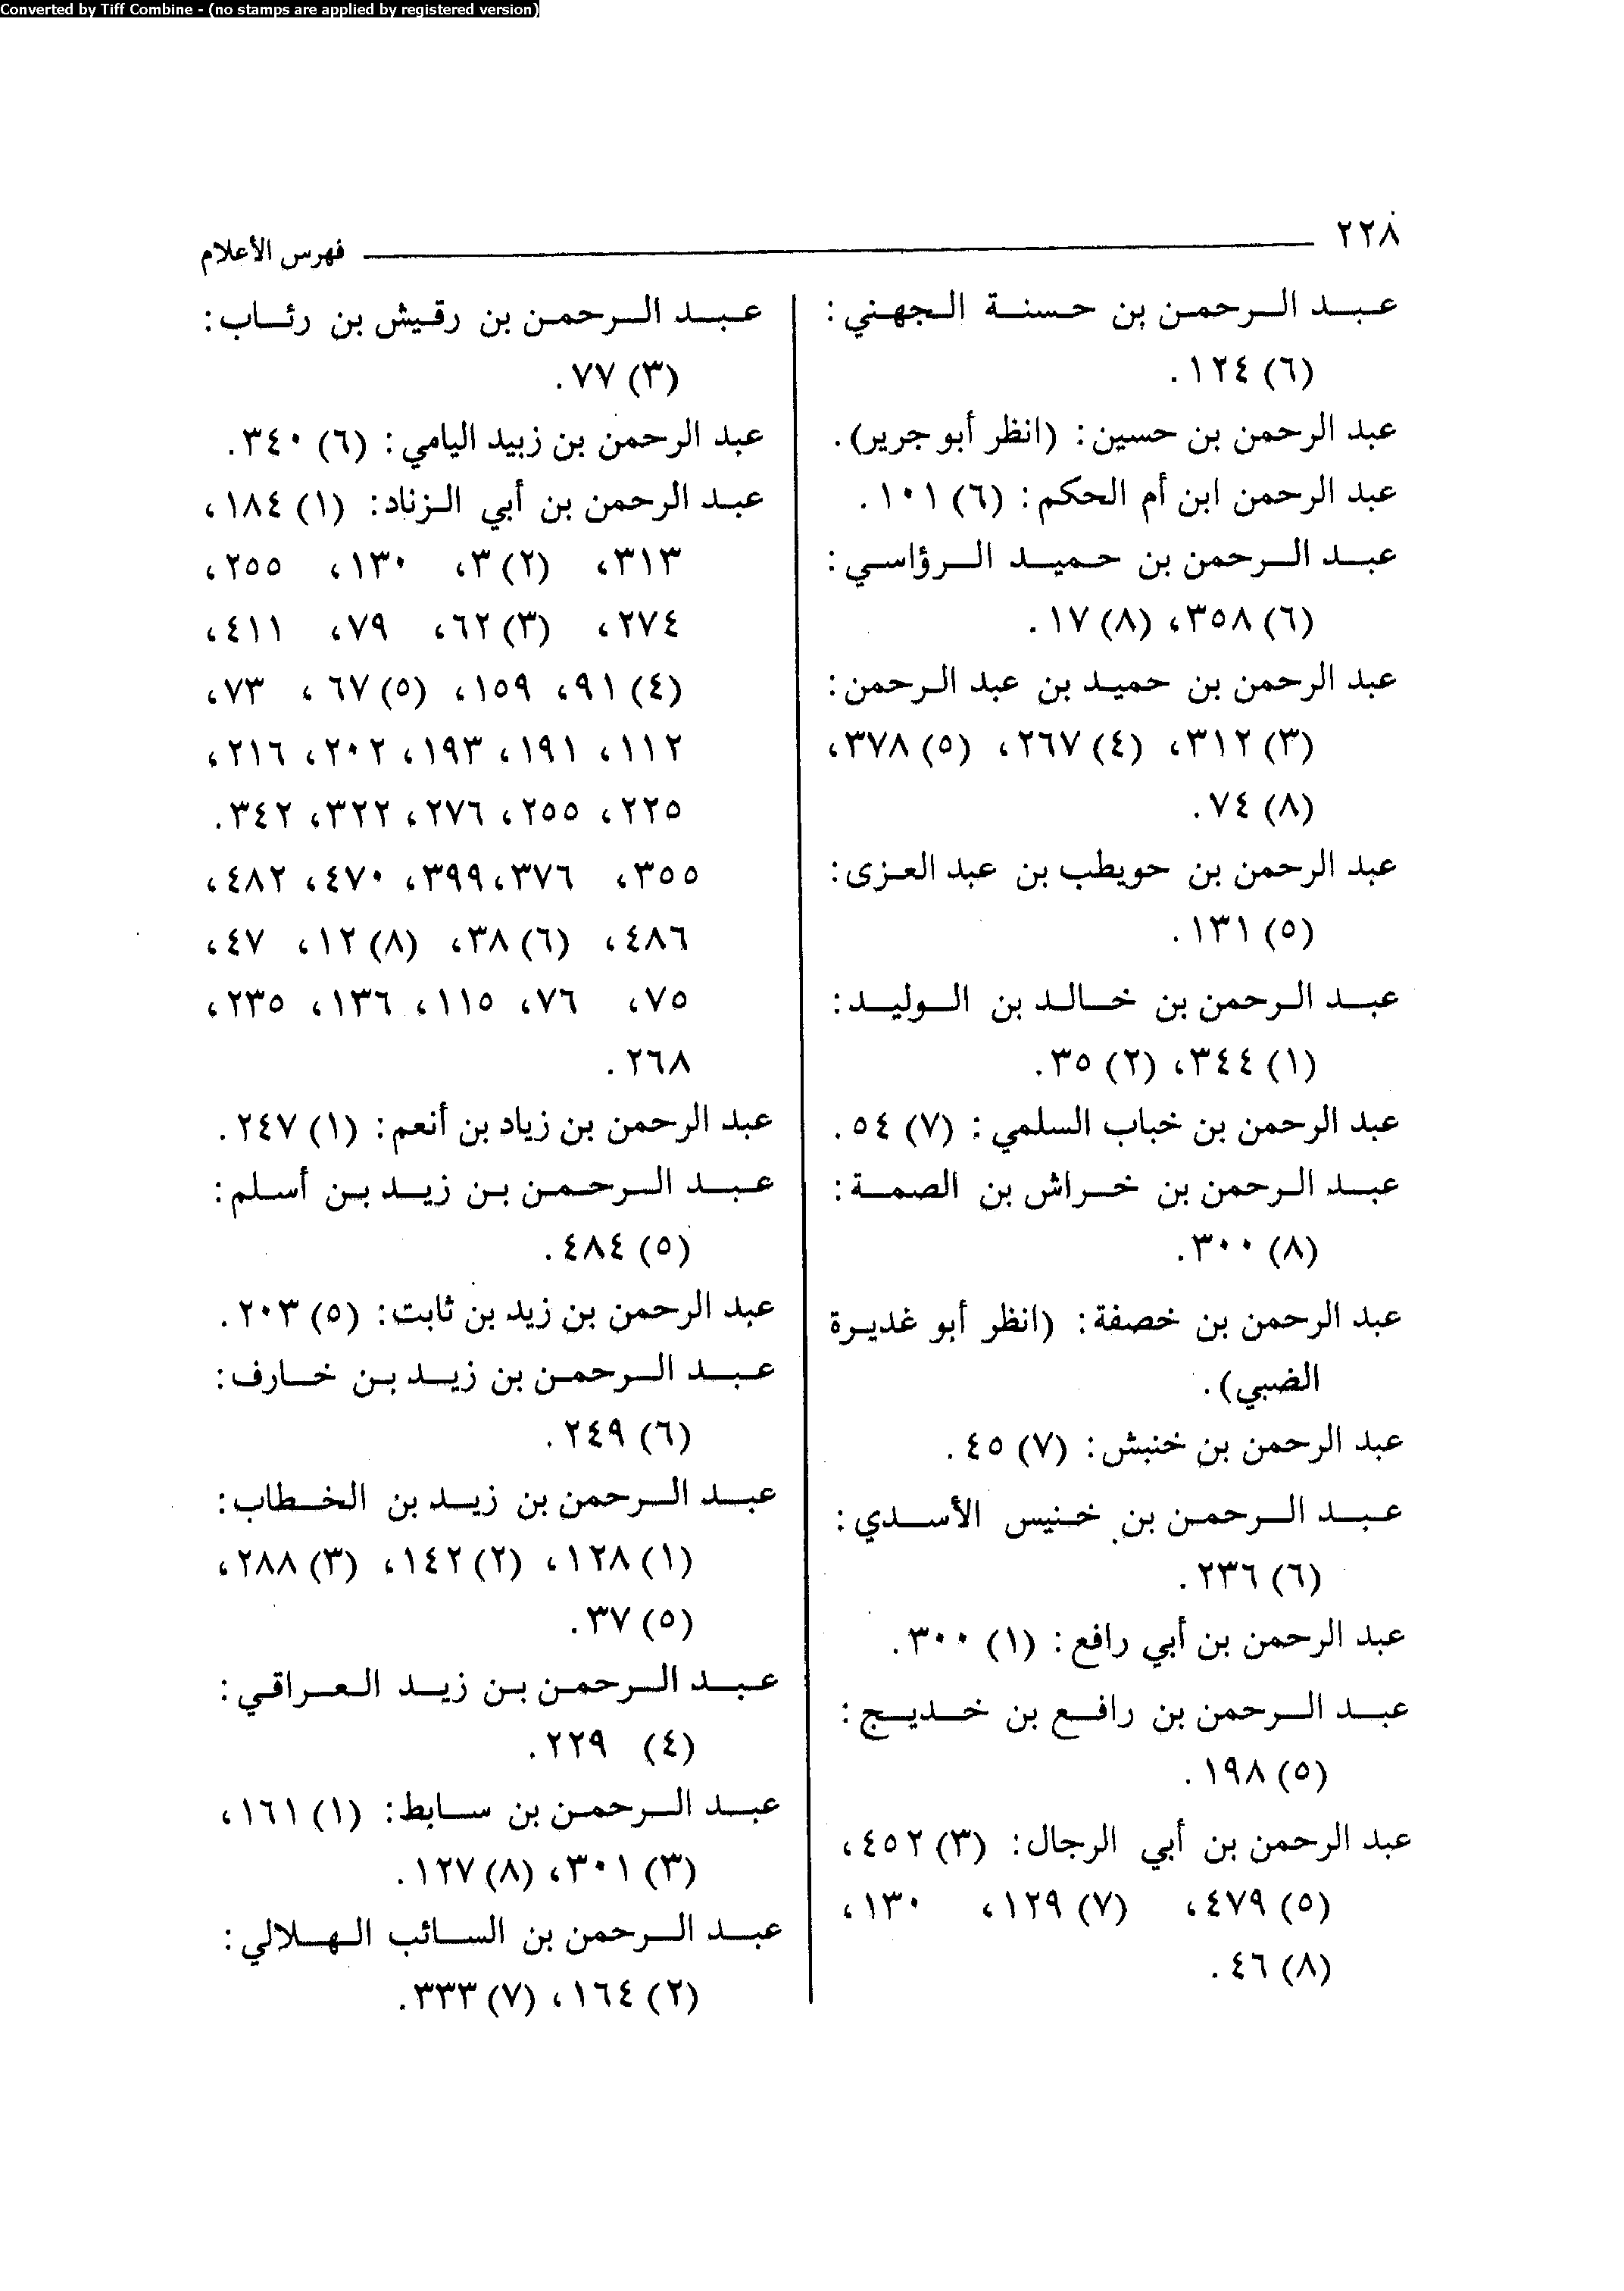 Converted by Tiff Combine - (no stamps are applied by registered version)
٢٢٨
فهرس الأعلام
عبد الرحمن بن حسنة الجهني:
(٦) ١٢٤.
عبد الرحمن بن حسين: (انظر أبو جرير).
عبد الرحمن ابن أم الحكم: (٦) ١٠١.
عبد الرحمن بن حميد الرؤاسي:
(٦) ٣٥٨، (٨) ١٧.
عبد الرحمن بن حميد بن عبد الرحمن:
(٣) ٣١٢، (٤) ٢٦٧، (٥) ٣٧٨،
(٨) ٧٤.
عبد الرحمن بن حويطب بن عبد العزى:
(٥) ١٣١.
عبد الرحمن بن خالد بن الوليد:
(١) ٣٤٤، (٢) ٣٥.
عبد الرحمن بن خباب السلمي: (٧) ٥٤.
عبد الرحمن بن خراش بن الصمة:
(٨) ٣٠٠.
عبد الرحمن بن خصفة: (انظر أبو غديرة
الضبي).
عبد الرحمن بن خنبش: (٧) ٤٥.
عبد الرحمن بن خنيس الأسدي:
(٦) ٢٣٦.
عبد الرحمن بن أبي رافع: (١) ٣٠٠.
عبد الرحمن بن رافع بن خديج:
(٥) ١٩٨.
عبد الرحمن بن أبي الرجال: (٣) ٤٥٢،
(٥) ٤٧٩، (٧) ١٢٩، ١٣٠،
(٨) ٤٦.
عبد الرحمن بن رقيش بن رئاب:
(٣) ٧٧.
عبد الرحمن بن زبيد اليامي: (٦) ٣٤٠.
عبد الرحمن بن أبي الزناد: (١) ١٨٤،
٣١٣، (٢) ٣، ١٣٠، ٢٥٥،
٢٧٤، (٣) ٦٢، ٧٩، ٤١١،
(٤) ٩١، ١٥٩، (٥) ٦٧، ٧٣،
١١٢، ١٩١، ١٩٣، ٢٠٢، ٢١٦،
٢٢٥، ٢٥٥، ٢٧٦، ٣٢٢، ٣٤٢.
٣٥٥، ٣٧٦، ٣٩٩، ٤٧٠، ٤٨٢،
٤٨٦، (٦) ٣٨، (٨) ١٢، ٤٧،
٧٥، ٧٦، ١١٥، ١٣٦، ٢٣٥،
٢٦٨.
عبد الرحمن بن زياد بن أنعم: (١) ٢٤٧.
عبد الرحمن بن زيد بن أسلم:
(٥) ٤٨٤.
عبد الرحمن بن زيد بن ثابت: (٥) ٢٠٣.
عبد الرحمن بن زيد بن خارف:
(٦) ٢٤٩.
عبد الرحمن بن زيد بن الخطاب:
(١) ١٢٨، (٢) ١٤٢، (٣) ٢٨٨،
(٥) ٣٧.
عبد الرحمن بن زيد العراقي:
(٤) ٢٢٩.
عبد الرحمن بن سابط: (١) ١٦١،
(٣) ٣٠١، (٨) ١٢٧.
عبد الرحمن بن السائب الهلالي:
(٢) ١٦٤، (٧) ٣٣٣.